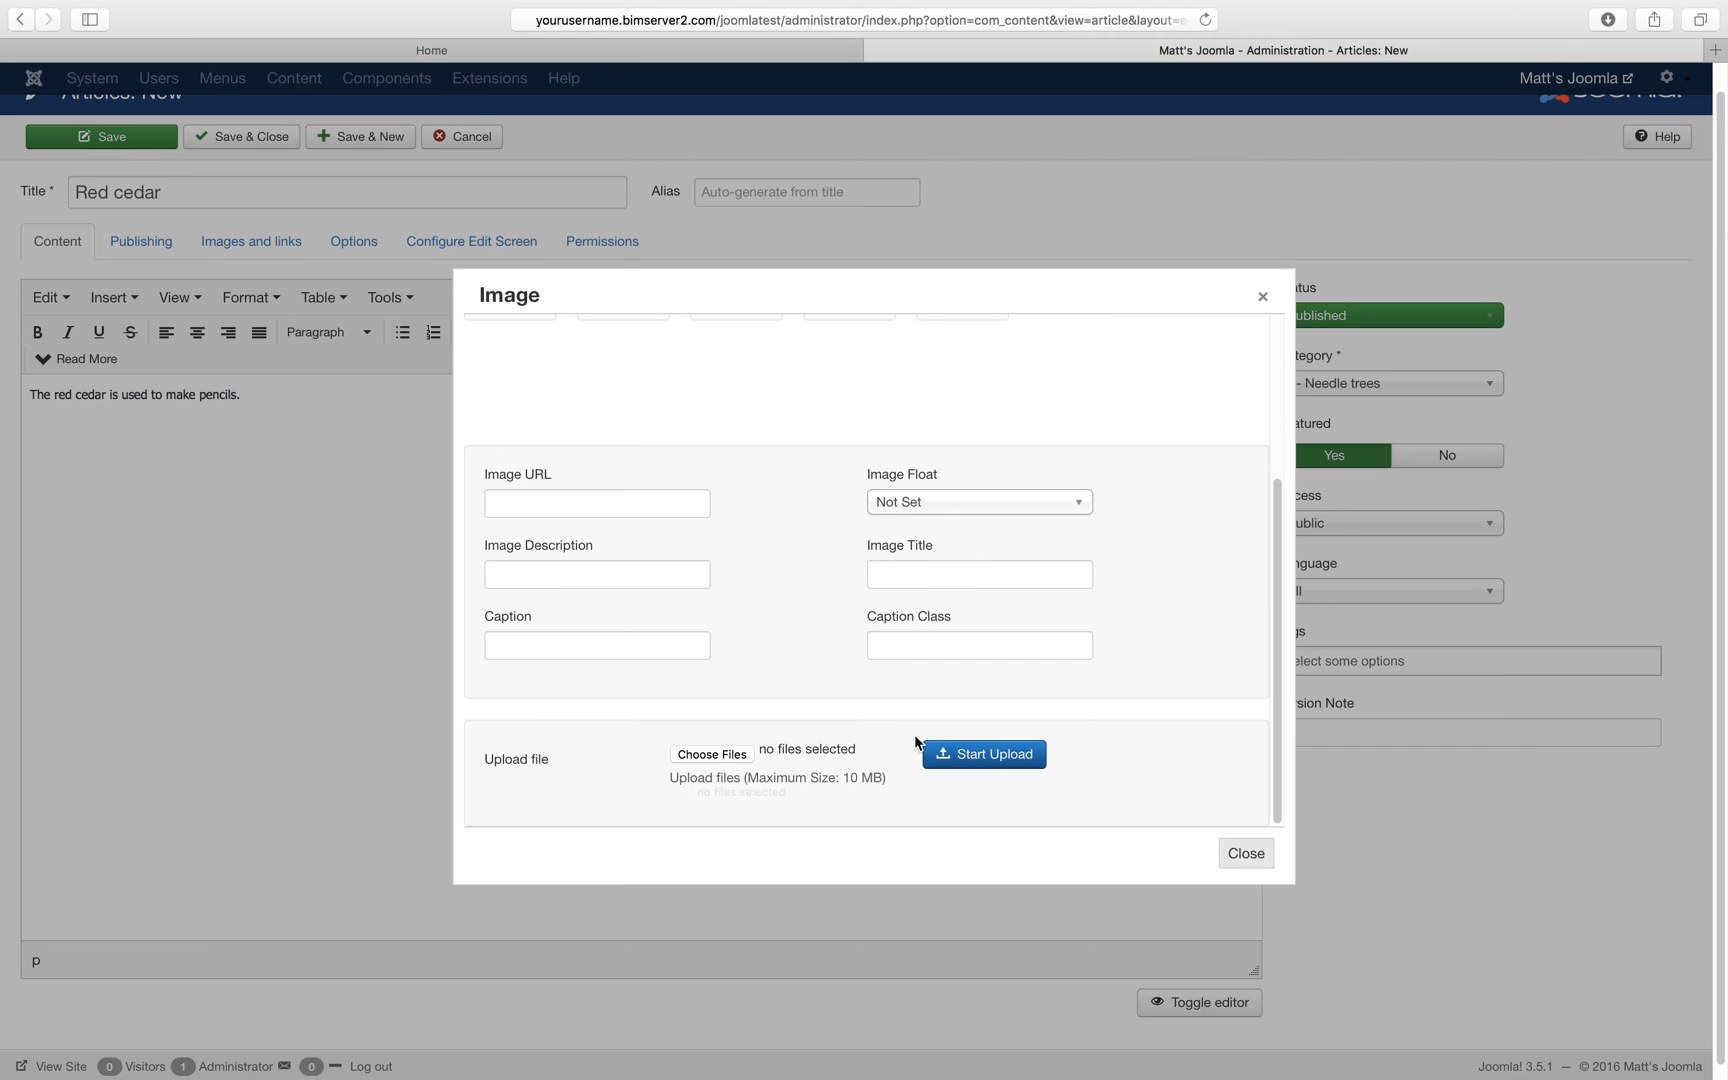 yourusername.bimserver2.com/joomlatest/administrator/index.php?option=com_content&view=article&layout=e
Home
Matt's Joomla - Administration - Articles: New
System Users Menus Content Components Extensions Help
Matt's Joomla
Articles: New
Save
Save & Close
Save & New
Cancel
Help
Title *
Red cedar
Alias
Auto-generate from title
Content
Publishing
Images and links
Options
Configure Edit Screen
Permissions
Edit Insert View Format Table Tools
B I U S
Paragraph
Read More
The red cedar is used to make pencils.
Image
×
Image URL
Image Float
Not Set
Image Description
Image Title
Caption
Caption Class
Upload file
Choose Files
no files selected
Start Upload
Upload files (Maximum Size: 10 MB)
no files selected
Close
atus
ublished
tegory *
- Needle trees
atured
Yes
No
cess
ublic
nguage
ll
gs
elect some options
rsion Note
p
Toggle editor
View Site
0 Visitors
1 Administrator
0
Log out
Joomla! 3.5.1 — © 2016 Matt's Joomla